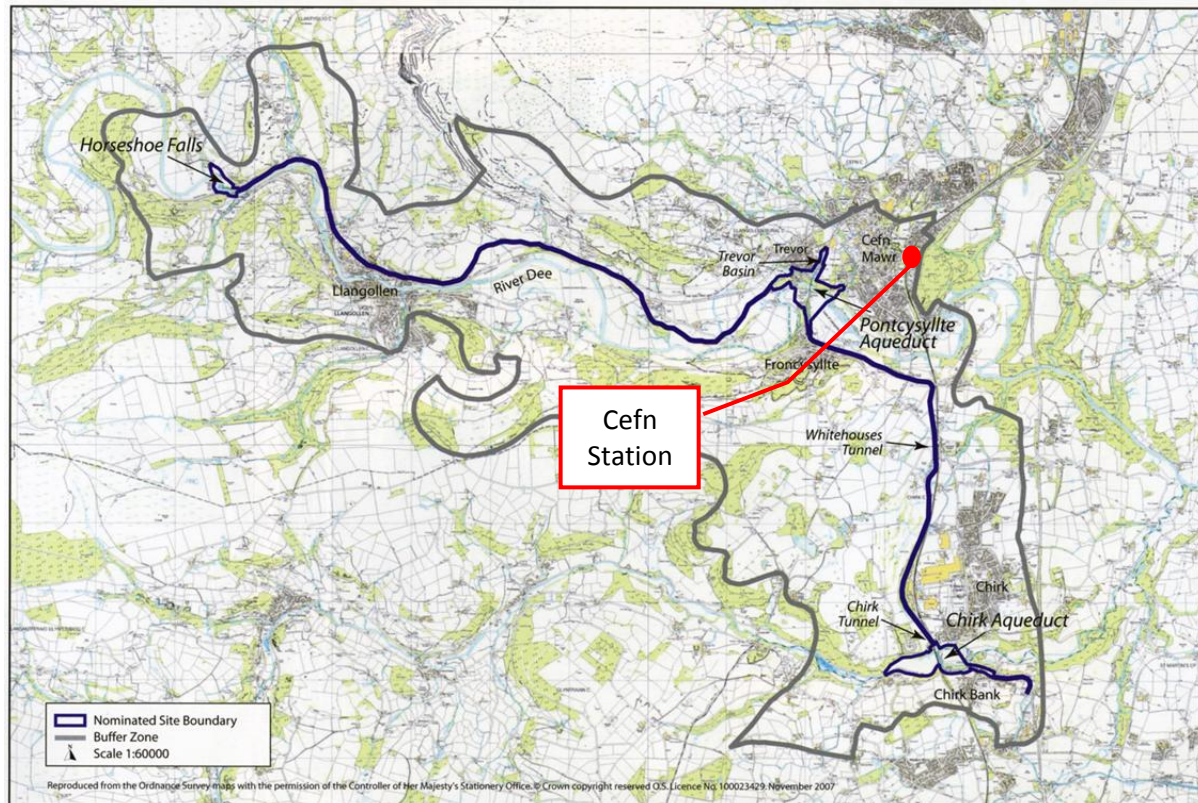 Horseshoe Falls
Trevor
Trevor
Basin
Cefn
Mawr
River Dee
Llangollen
Pontcysyllte
Aqueduct
Froncysyllte
Cefn
Station
Whitehouses
Tunnel
Chirk
Chirk
Tunnel
Chirk Aqueduct
Chirk Bank
Nominated Site Boundary
Buffer Zone
N
Scale 1:60000
Reproduced from the Ordnance Survey maps with the permission of the Controller of Her Majesty's Stationery Office. © Crown copyright reserved O.S. Licence No. 100023429. November 2007